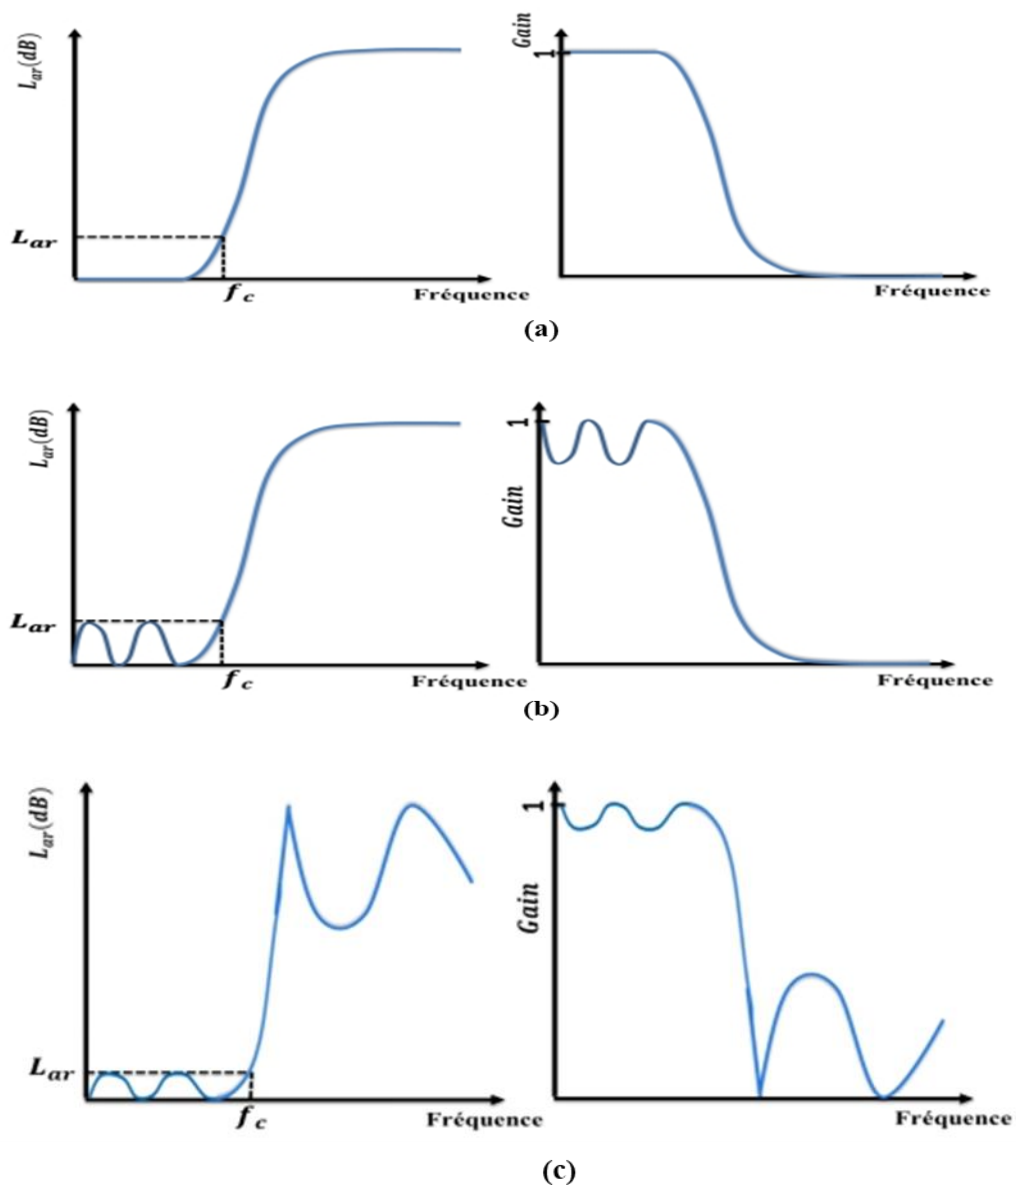 L_ar(dB)
L_ar
f_c
Fréquence
Gain
1
Fréquence
(a)
L_ar(dB)
L_ar
f_c
Fréquence
1
Gain
Fréquence
(b)
L_ar(dB)
L_ar
f_c
Fréquence
1
Gain
Fréquence
(c)